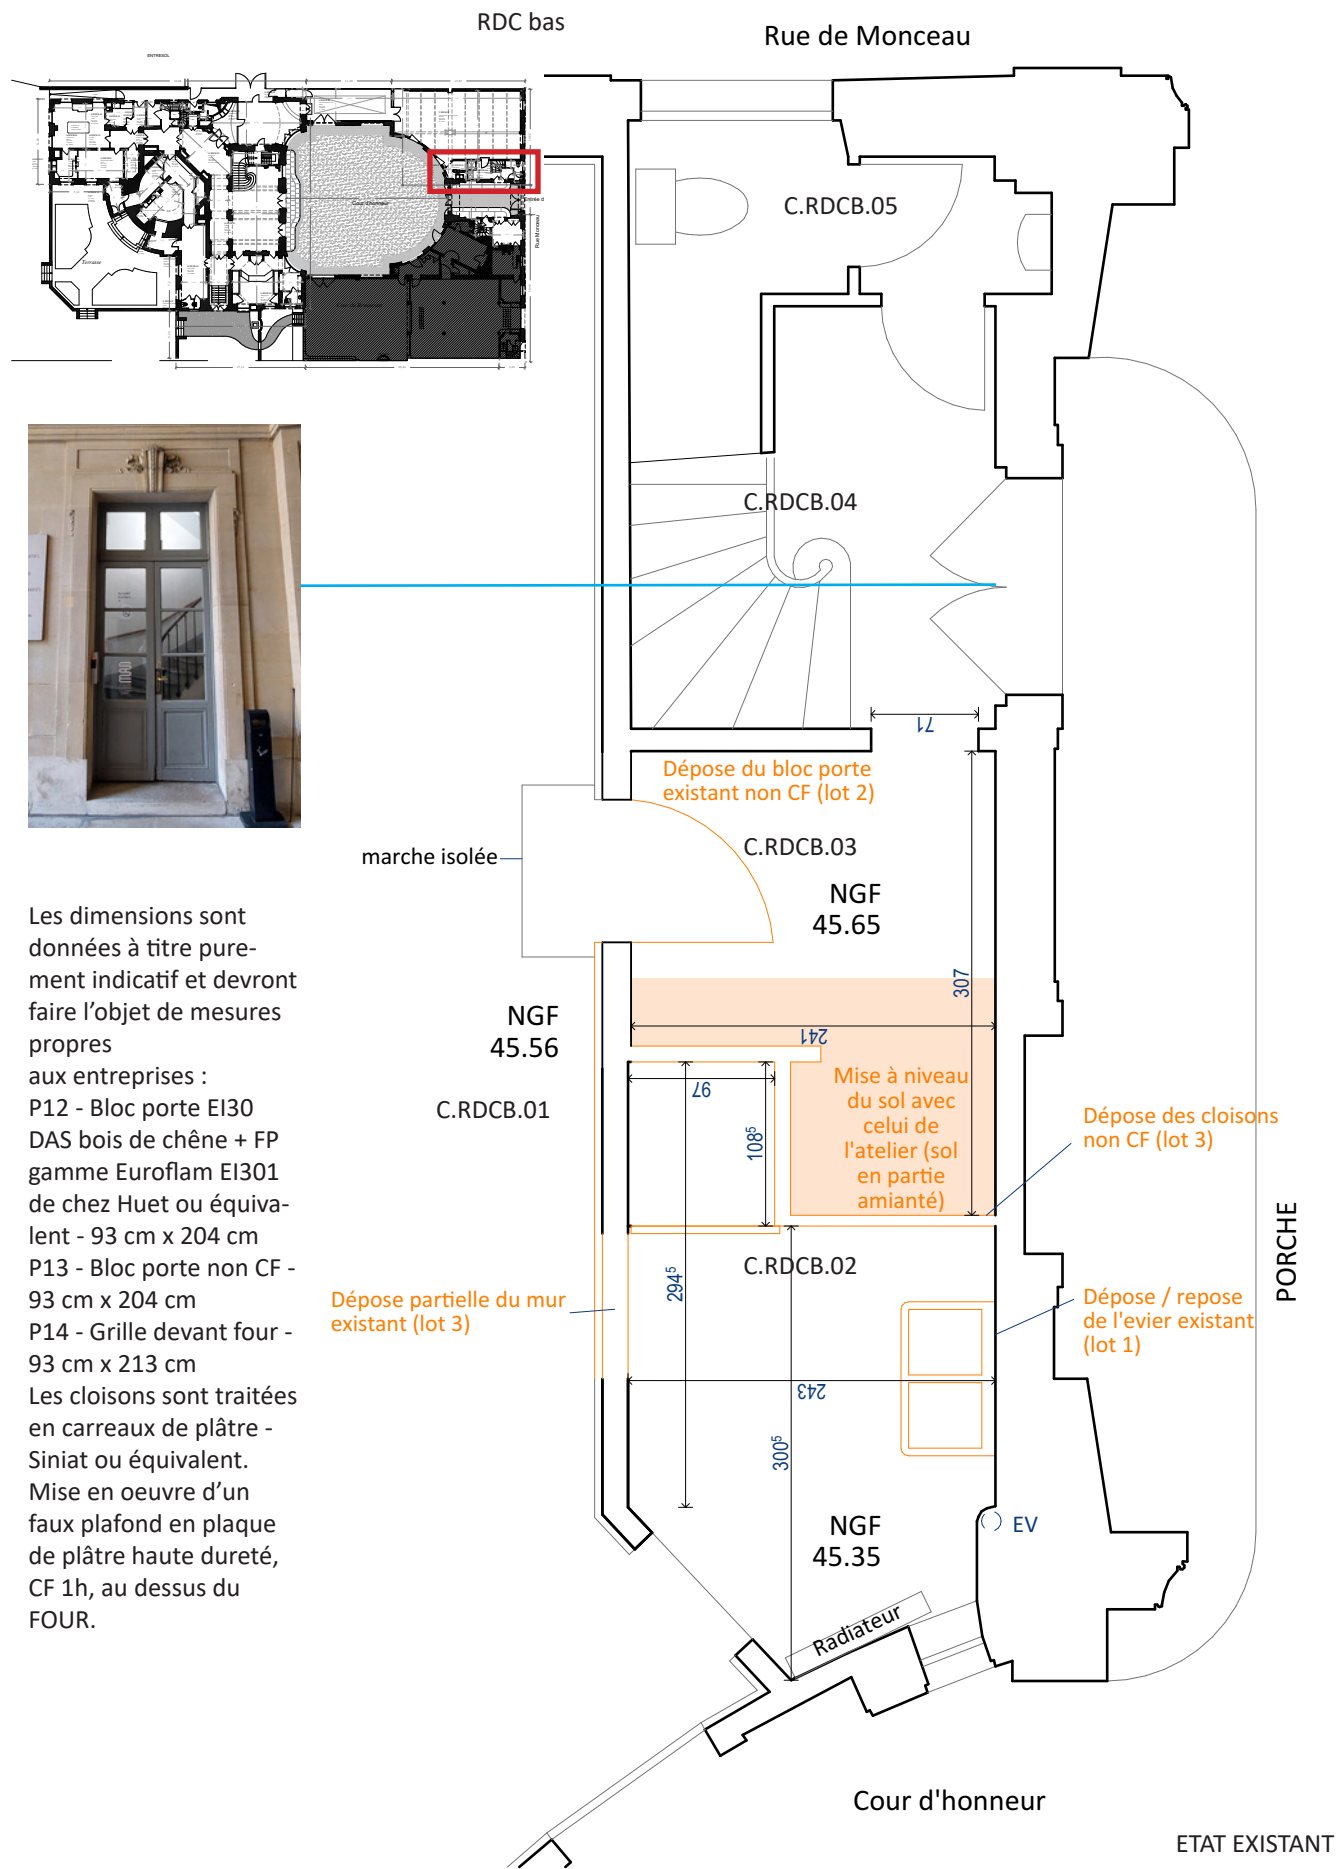 RDC bas
Rue de Monceau
ENTRESOL
Cour d'honneur
Terrasse
Rue Monceau
C.RDCB.05
C.RDCB.04
71
Dépose du bloc porte
existant non CF (lot 2)
C.RDCB.03
marche isolée
NGF
45.65
Les dimensions sont
données à titre pure-
ment indicatif et devront
faire l'objet de mesures
propres
aux entreprises :
P12 - Bloc porte EI30
DAS bois de chêne + FP
gamme Euroflam EI301
de chez Huet ou équiva-
lent - 93 cm x 204 cm
P13 - Bloc porte non CF -
93 cm x 204 cm
P14 - Grille devant four -
93 cm x 213 cm
Les cloisons sont traitées
en carreaux de plâtre -
Siniat ou équivalent.
Mise en oeuvre d'un
faux plafond en plaque
de plâtre haute dureté,
CF 1h, au dessus du
FOUR.
307
NGF
45.56
241
C.RDCB.01
97
108⁵
Mise à niveau
du sol avec
celui de
l'atelier (sol
en partie
amianté)
Dépose des cloisons
non CF (lot 3)
PORCHE
C.RDCB.02
294⁵
Dépose partielle du mur
existant (lot 3)
Dépose / repose
de l'evier existant
(lot 1)
243
300⁵
NGF
45.35
EV
Radiateur
Cour d'honneur
ETAT EXISTANT